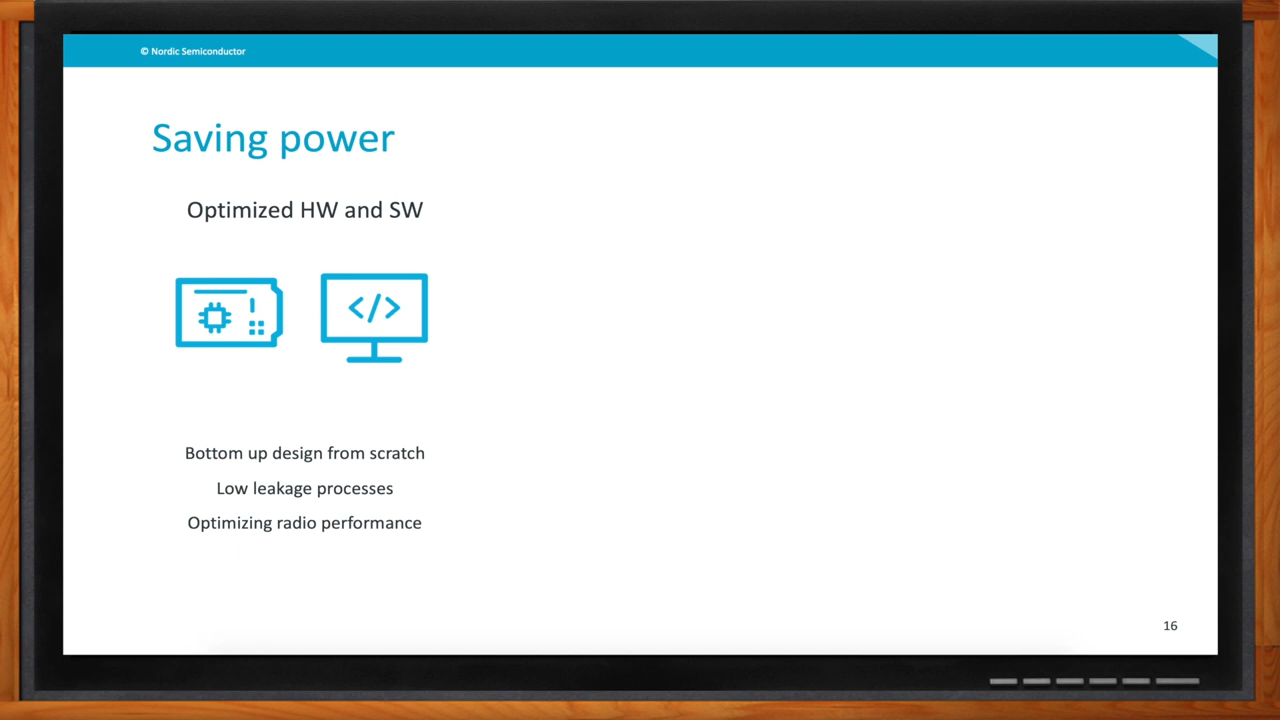 © Nordic Semiconductor
Saving power
Optimized HW and SW
</>
Bottom up design from scratch
Low leakage processes
Optimizing radio performance
16